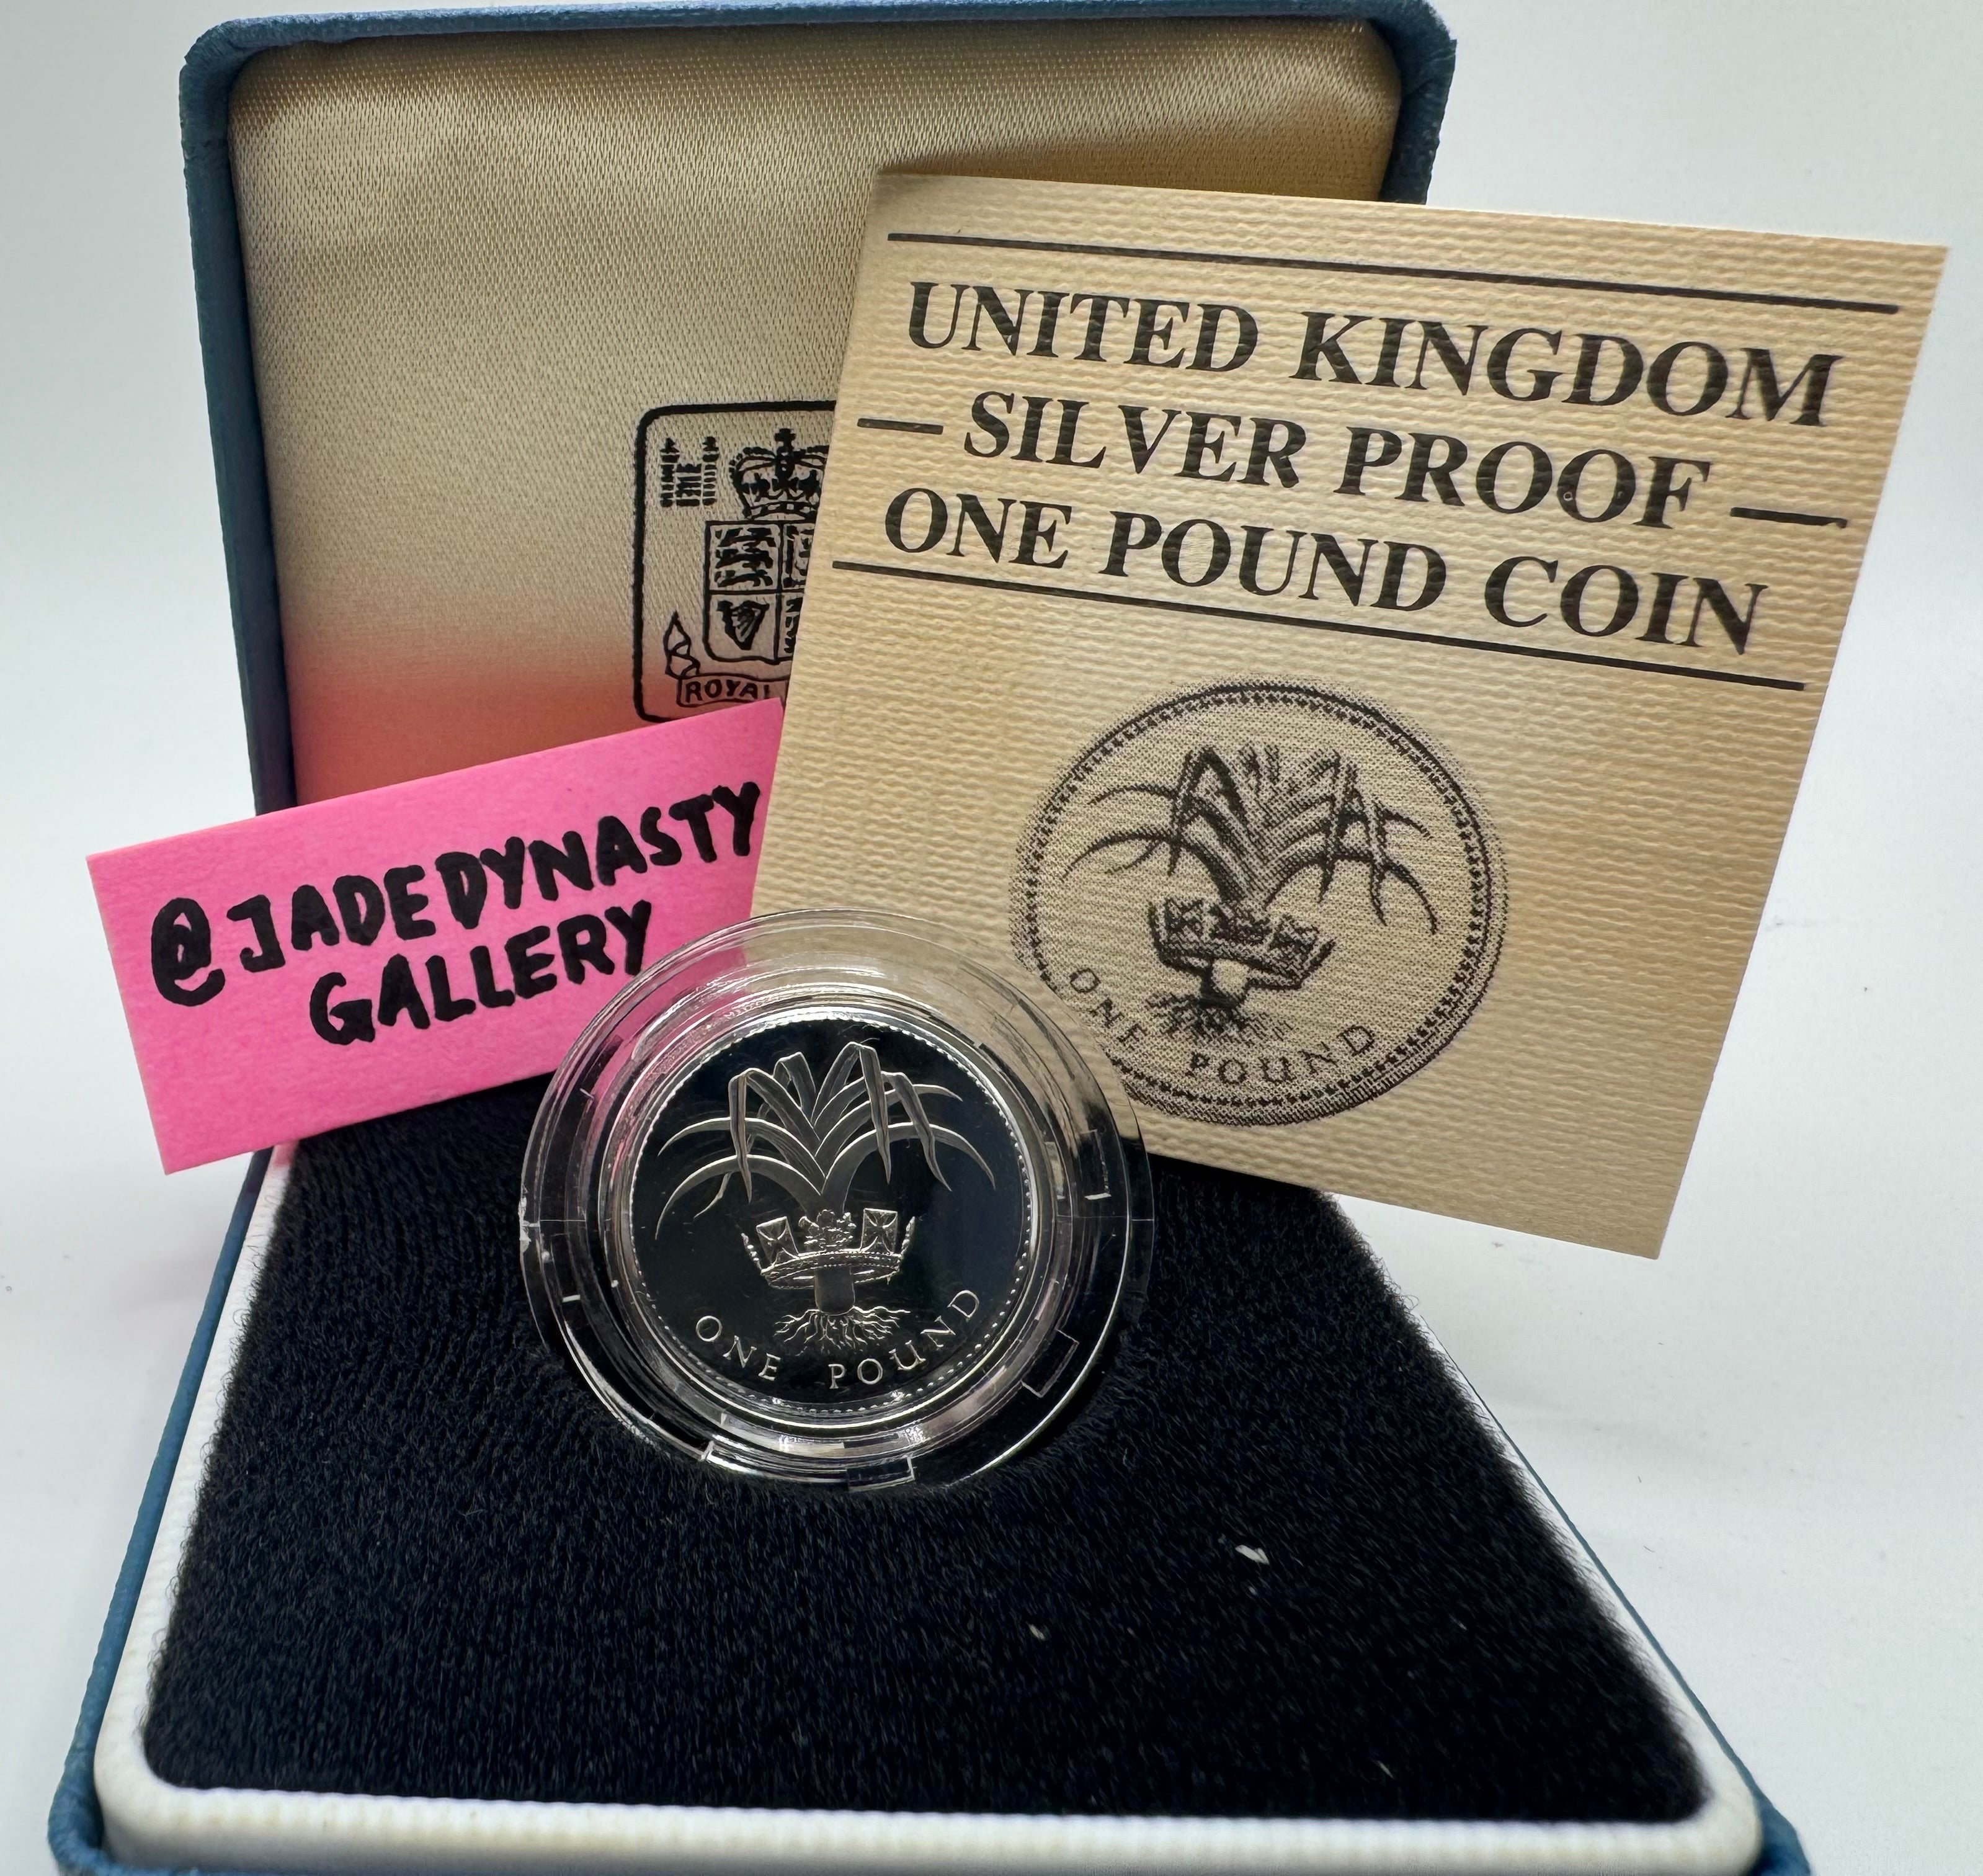 UNITED KINGDOM
SILVER PROOF
ONE POUND COIN
ROYAL
@JADEDYNASTY
GALLERY
ONE POUND
ONE POUND